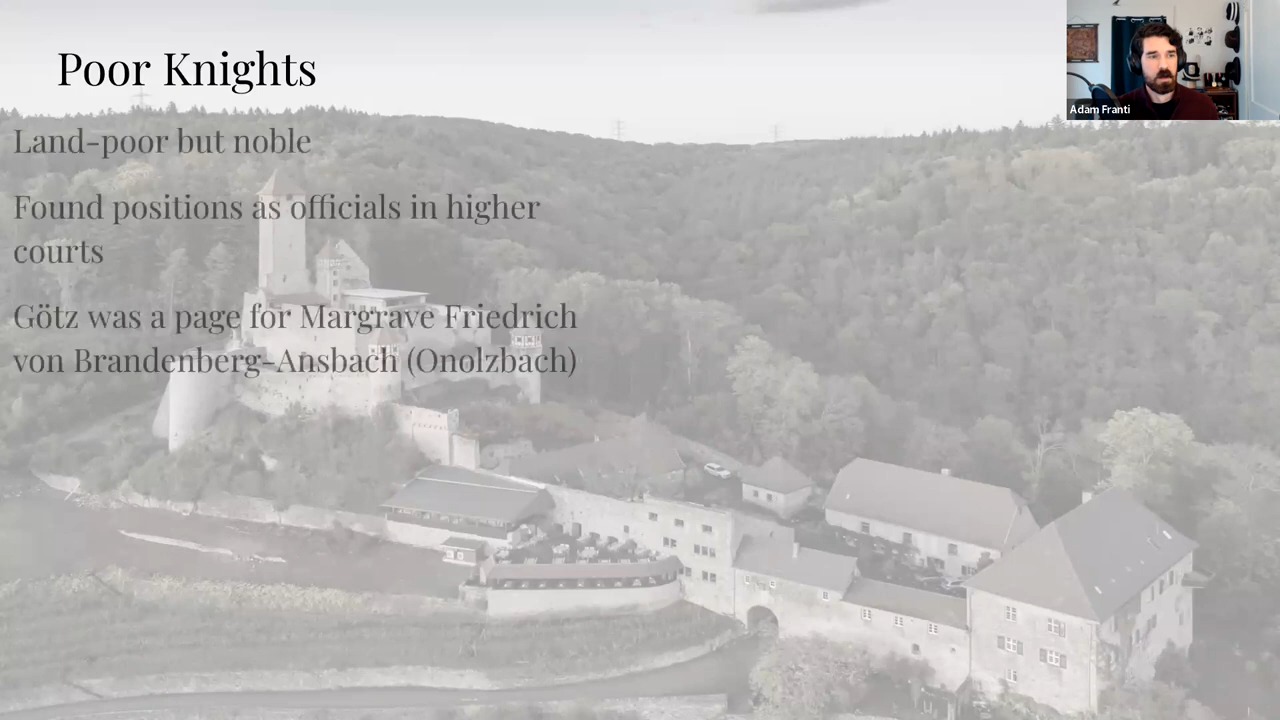 Poor Knights
Adam Franti
Land-poor but noble
Found positions as officials in higher
courts
Götz was a page for Margrave Friedrich
von Brandenberg-Ansbach (Onolzbach)